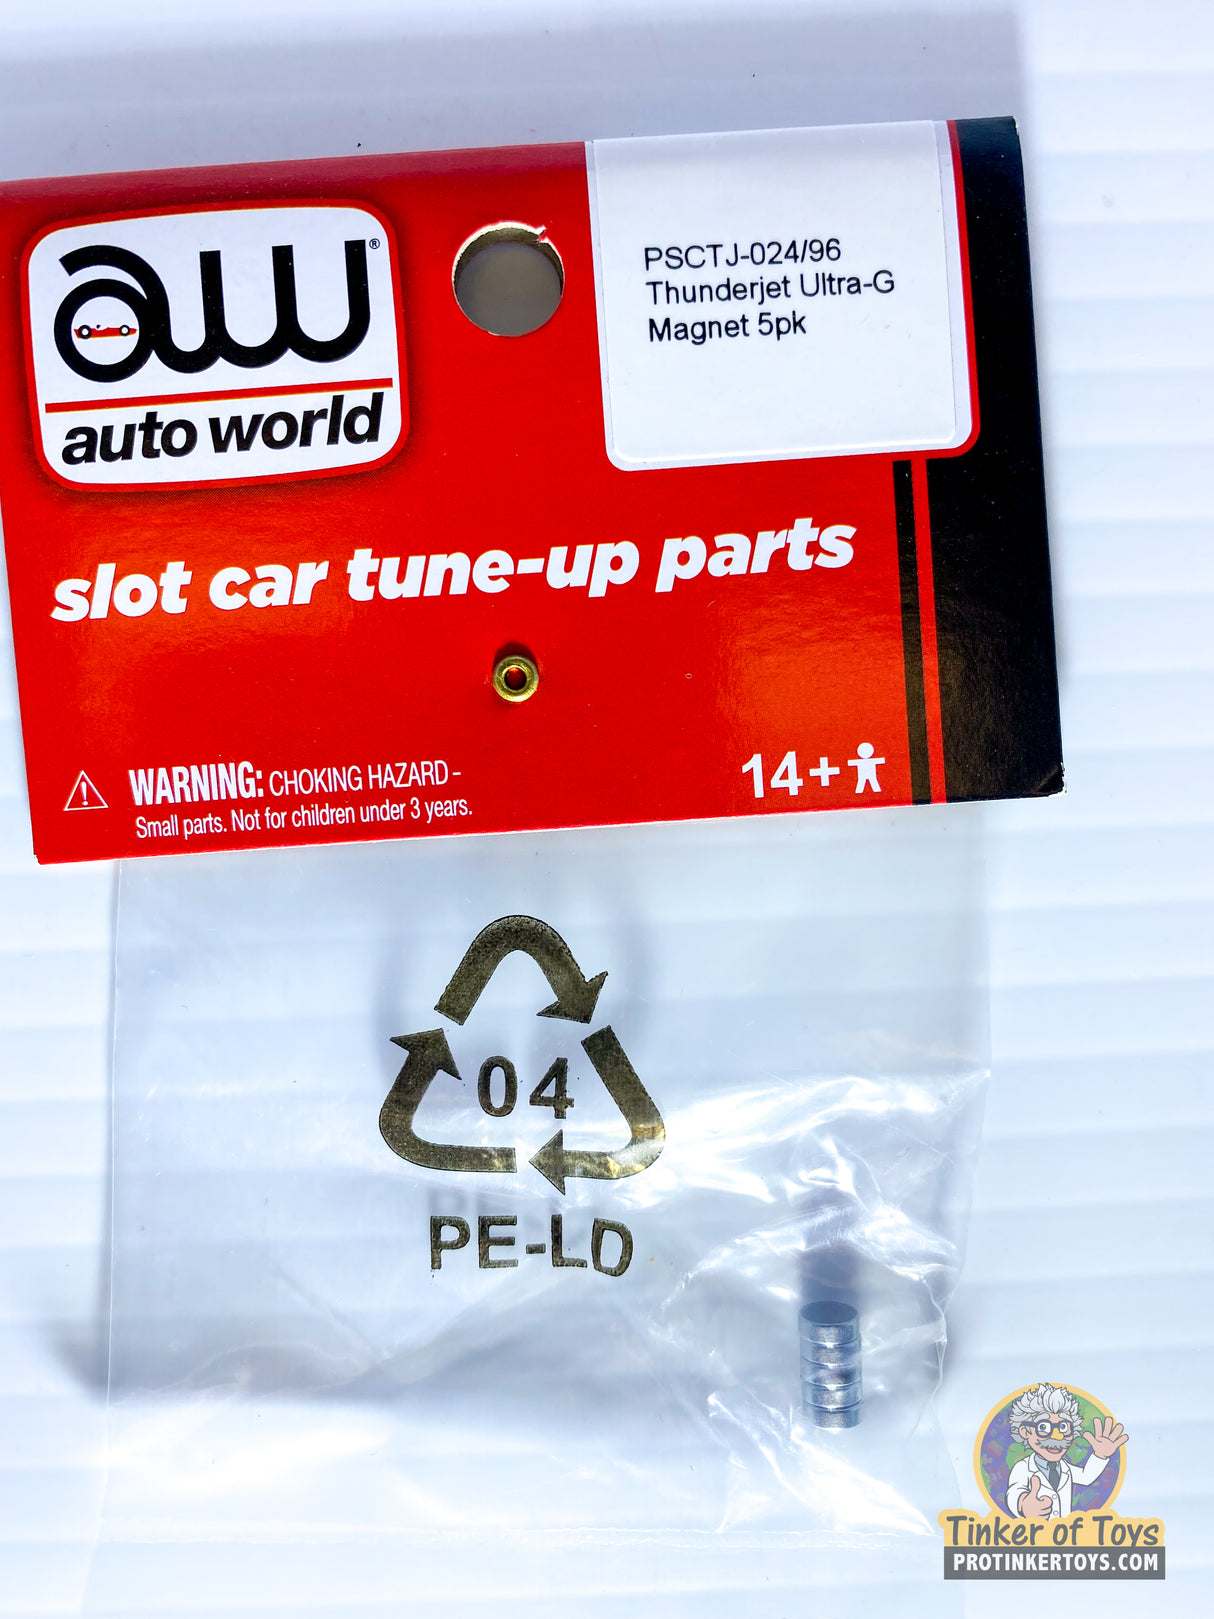 aw®
auto world
PSCTJ-024/96
Thunderjet Ultra-G
Magnet 5pk
slot car tune-up parts
WARNING: CHOKING HAZARD -
Small parts. Not for children under 3 years.
14+
04
PE-LD
Tinker of Toys
PROTINKERTOYS.COM